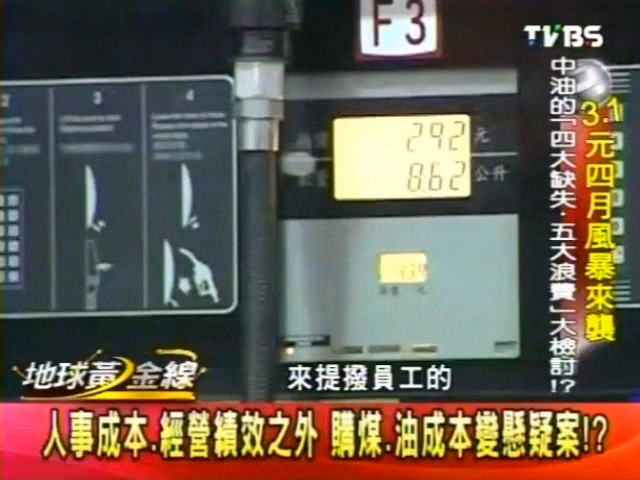 TVBS
F3
2 3 4
292 元
8.62 公升
3.1元四月風暴來襲
中油的「四大缺失.五大浪費」大檢討!?
地球黃金線
來提撥員工的
人事成本.經營績效之外 購煤.油成本變懸疑案!?